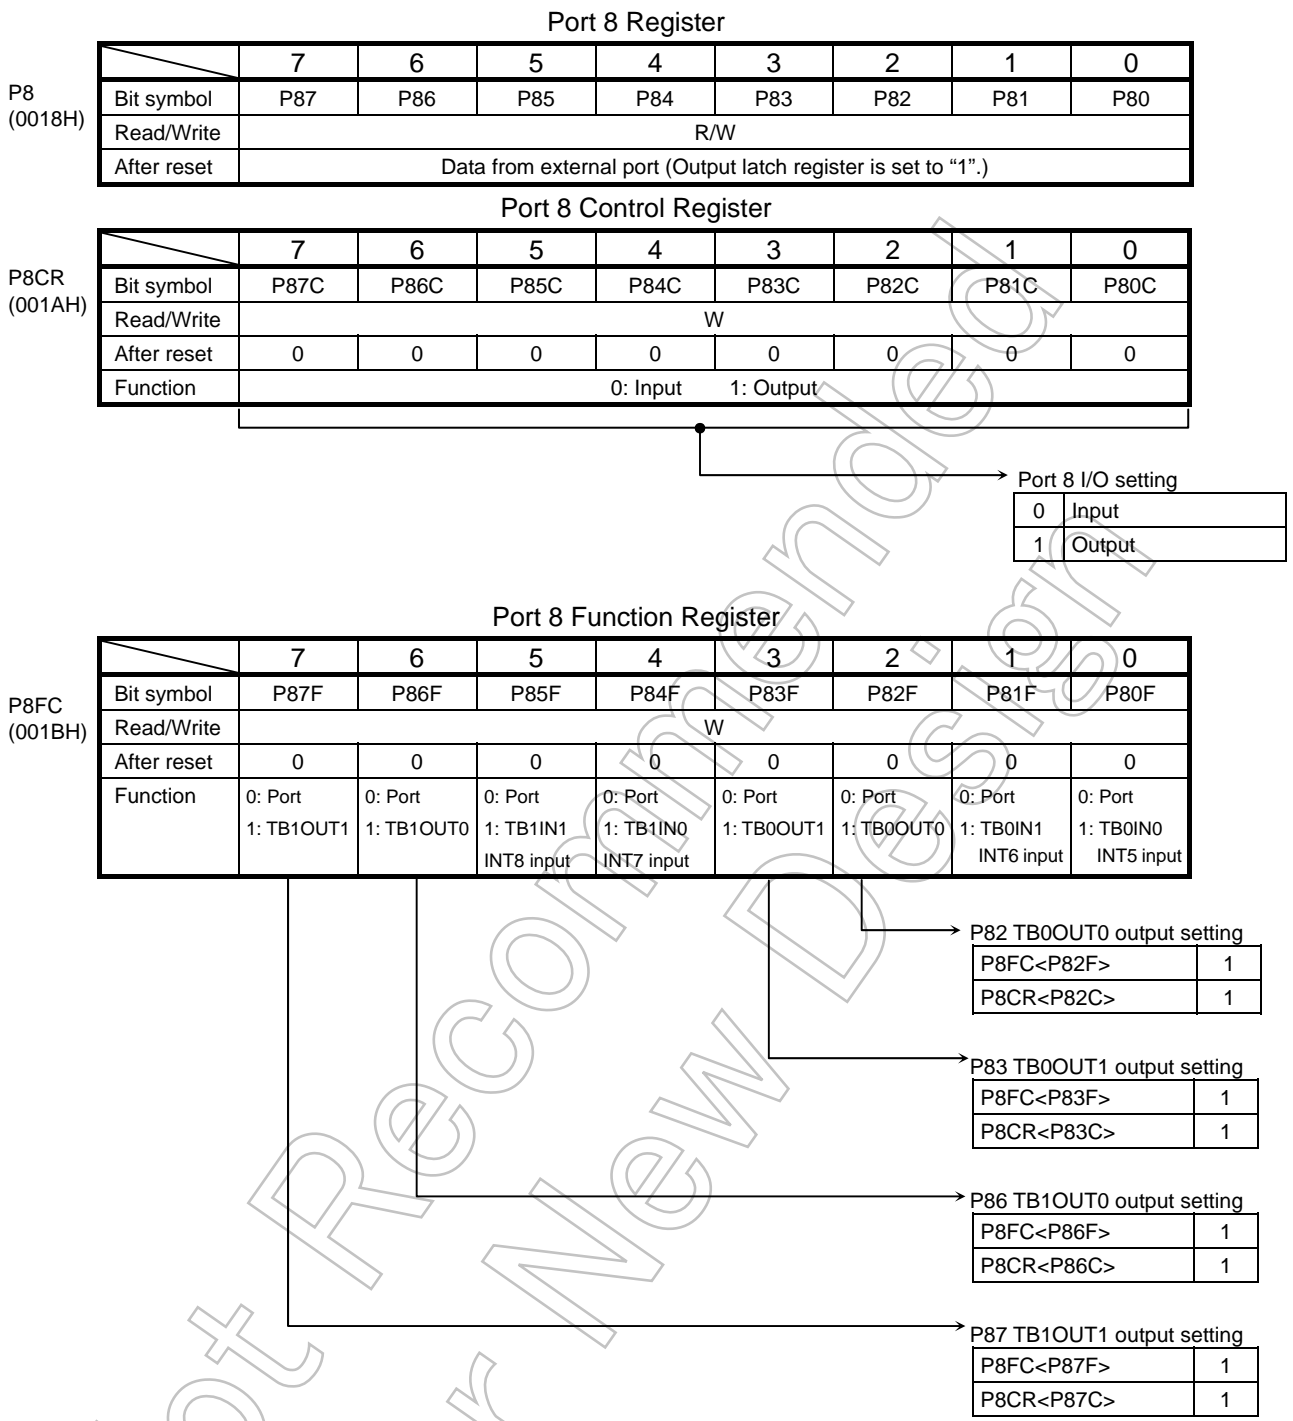 Port 8 Register
7 6 5 4 3 2 1 0
P8
(0018H)
Bit symbol P87 P86 P85 P84 P83 P82 P81 P80
Read/Write R/W
After reset Data from external port (Output latch register is set to “1”.)
Port 8 Control Register
7 6 5 4 3 2 1 0
P8CR
(001AH)
Bit symbol P87C P86C P85C P84C P83C P82C P81C P80C
Read/Write W
After reset 0 0 0 0 0 0 0 0
Function 0: Input 1: Output
Port 8 I/O setting
0 Input
1 Output
Port 8 Function Register
7 6 5 4 3 2 1 0
P8FC
(001BH)
Bit symbol P87F P86F P85F P84F P83F P82F P81F P80F
Read/Write W
After reset 0 0 0 0 0 0 0 0
Function 0: Port 0: Port 0: Port 0: Port 0: Port 0: Port 0: Port 0: Port
1: TB1OUT1 1: TB1OUT0 1: TB1IN1 1: TB1IN0 1: TB0OUT1 1: TB0OUT0 1: TB0IN1 1: TB0IN0
INT8 input INT7 input INT6 input INT5 input
P82 TB0OUT0 output setting
P8FC<P82F> 1
P8CR<P82C> 1
P83 TB0OUT1 output setting
P8FC<P83F> 1
P8CR<P83C> 1
P86 TB1OUT0 output setting
P8FC<P86F> 1
P8CR<P86C> 1
P87 TB1OUT1 output setting
P8FC<P87F> 1
P8CR<P87C> 1
ot Recommended
r New Design